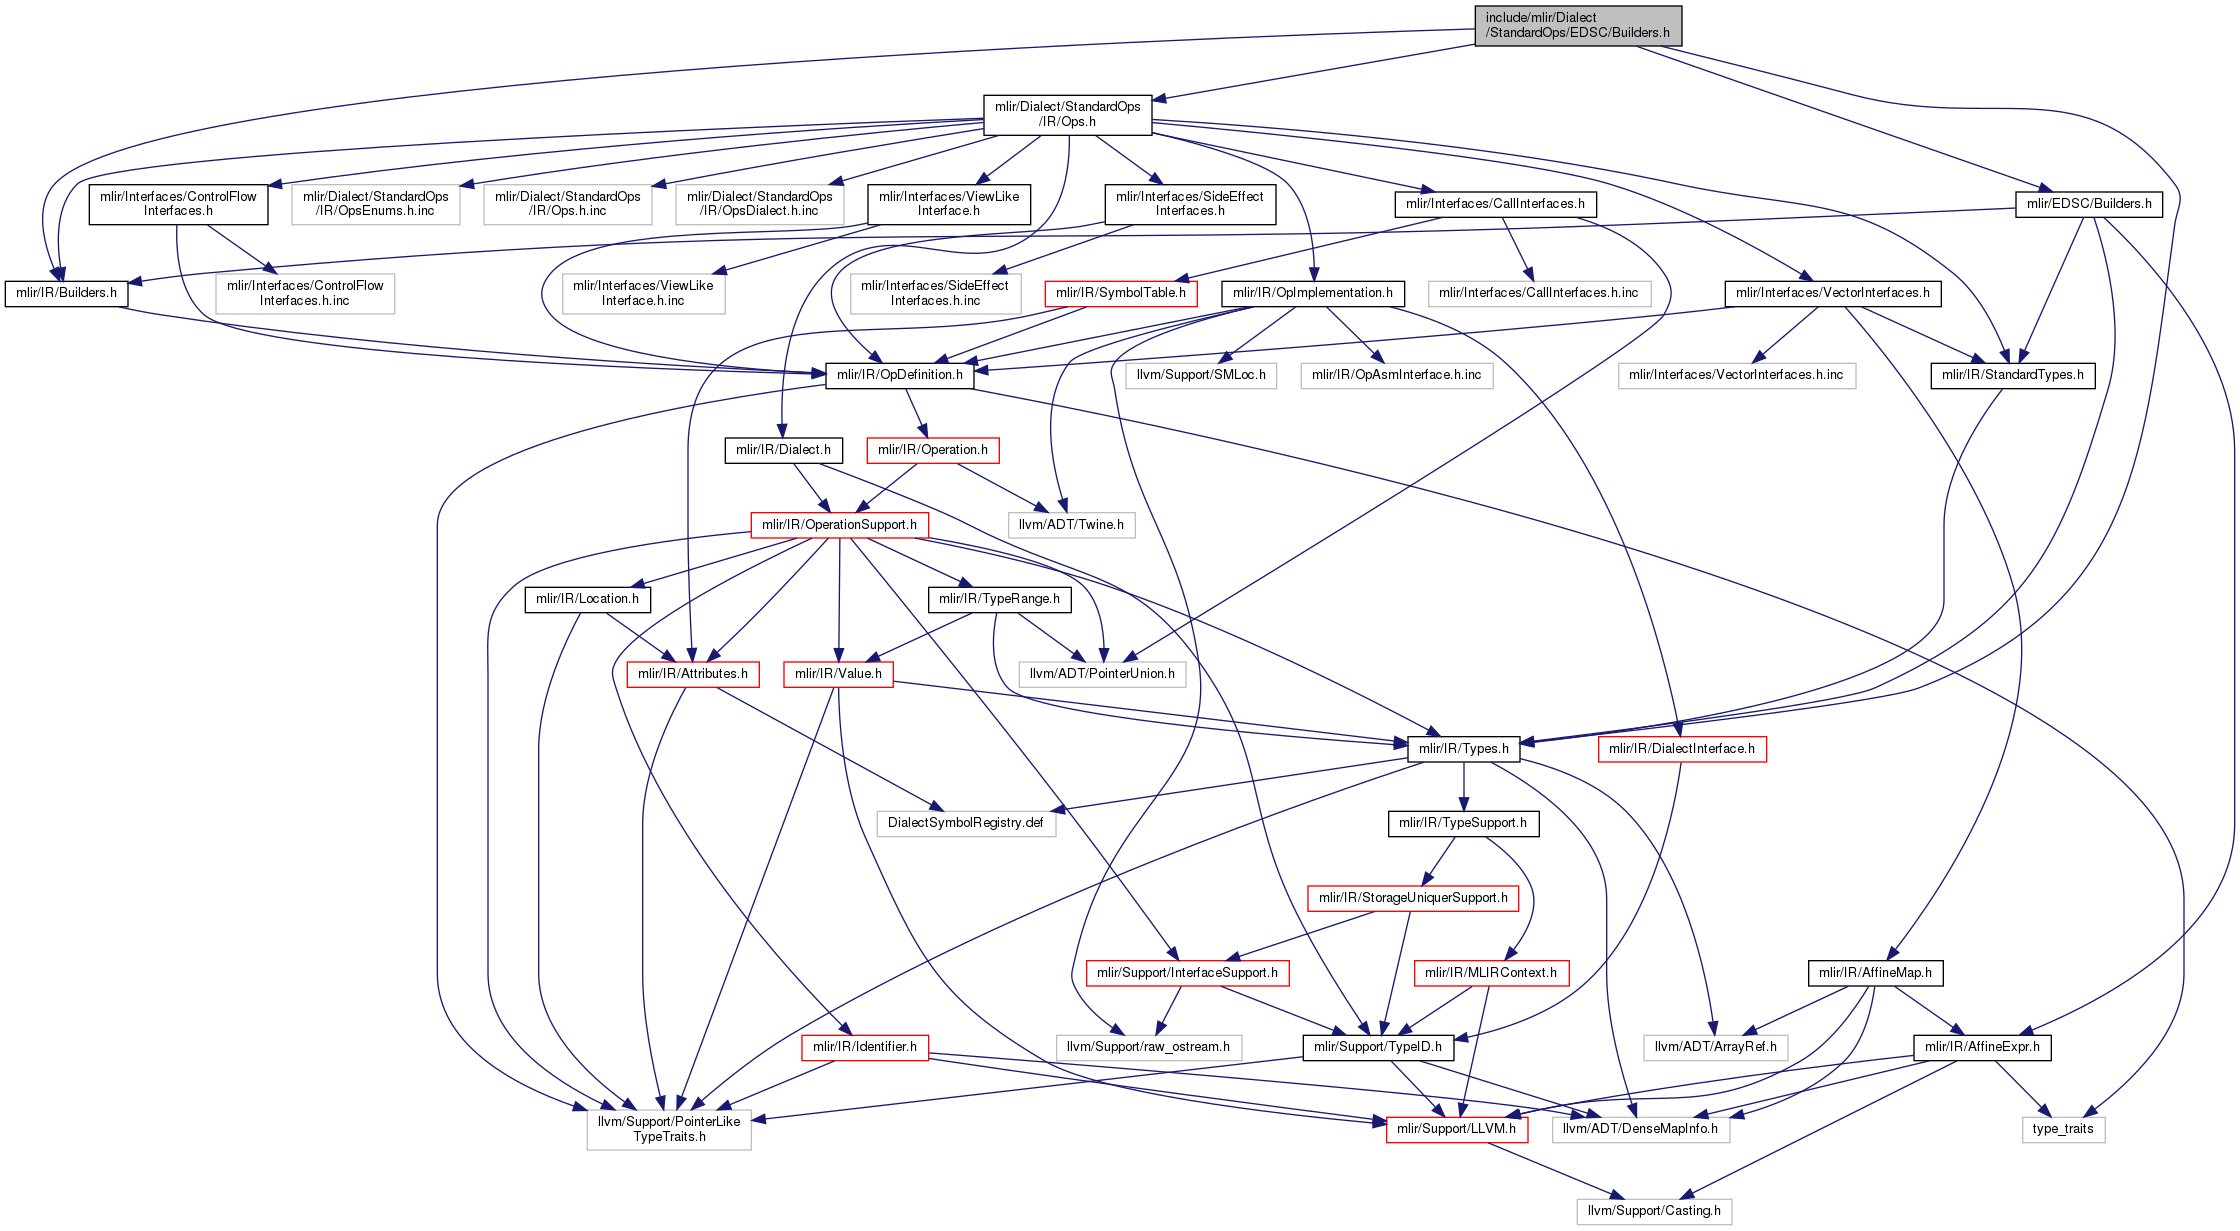 include/mlir/Dialect
/StandardOps/EDSC/Builders.h
mlir/Dialect/StandardOps
/IR/Ops.h
mlir/Interfaces/ControlFlow
Interfaces.h
mlir/Dialect/StandardOps
/IR/OpsEnums.h.inc
mlir/Dialect/StandardOps
/IR/Ops.h.inc
mlir/Dialect/StandardOps
/IR/OpsDialect.h.inc
mlir/Interfaces/ViewLike
Interface.h
mlir/Interfaces/SideEffect
Interfaces.h
mlir/Interfaces/CallInterfaces.h
mlir/EDSC/Builders.h
mlir/IR/Builders.h
mlir/Interfaces/ControlFlow
Interfaces.h.inc
mlir/Interfaces/ViewLike
Interface.h.inc
mlir/Interfaces/SideEffect
Interfaces.h.inc
mlir/IR/SymbolTable.h
mlir/IR/OpImplementation.h
mlir/Interfaces/CallInterfaces.h.inc
mlir/Interfaces/VectorInterfaces.h
mlir/IR/OpDefinition.h
llvm/Support/SMLoc.h
mlir/IR/OpAsmInterface.h.inc
mlir/Interfaces/VectorInterfaces.h.inc
mlir/IR/StandardTypes.h
mlir/IR/Dialect.h
mlir/IR/Operation.h
mlir/IR/OperationSupport.h
llvm/ADT/Twine.h
mlir/IR/Location.h
mlir/IR/TypeRange.h
mlir/IR/Attributes.h
mlir/IR/Value.h
llvm/ADT/PointerUnion.h
mlir/IR/Types.h
mlir/IR/DialectInterface.h
DialectSymbolRegistry.def
mlir/IR/TypeSupport.h
mlir/IR/StorageUniquerSupport.h
mlir/Support/InterfaceSupport.h
mlir/IR/MLIRContext.h
mlir/IR/AffineMap.h
mlir/IR/Identifier.h
llvm/Support/raw_ostream.h
mlir/Support/TypeID.h
llvm/ADT/ArrayRef.h
mlir/IR/AffineExpr.h
llvm/Support/PointerLike
TypeTraits.h
mlir/Support/LLVM.h
llvm/ADT/DenseMapInfo.h
type_traits
llvm/Support/Casting.h